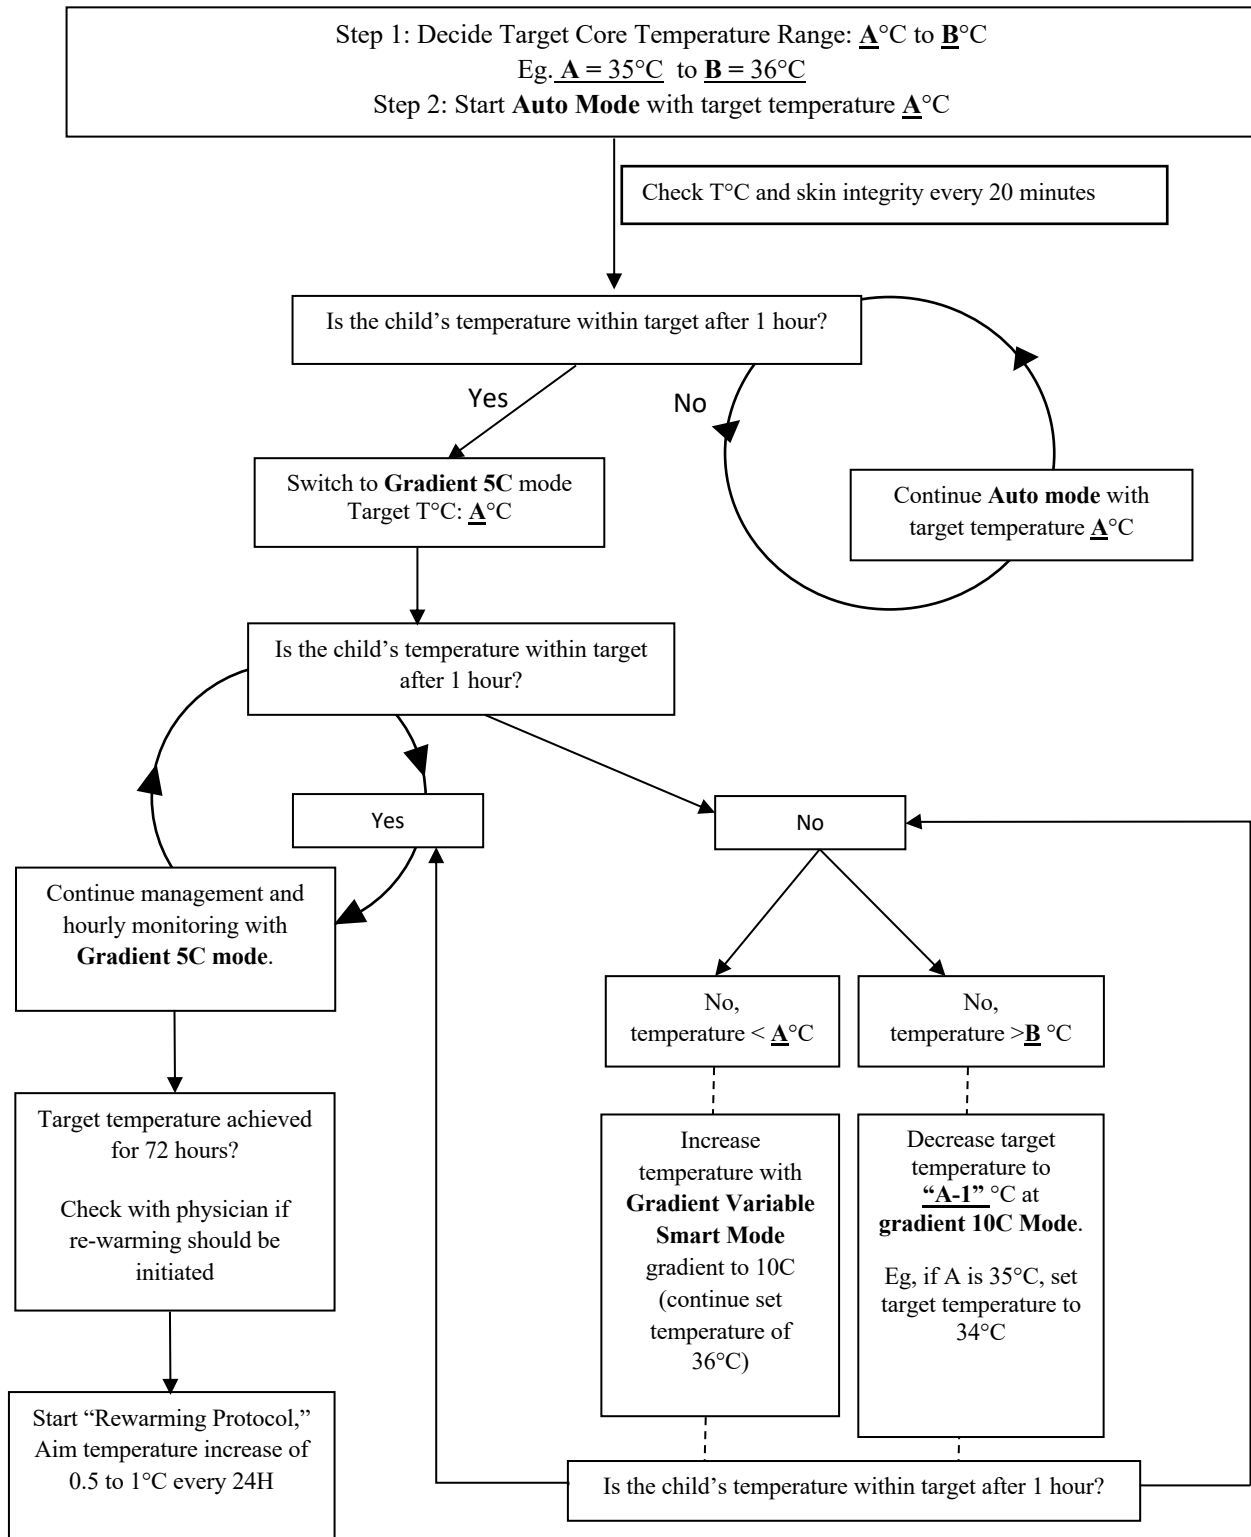 Step 1: Decide Target Core Temperature Range: A°C to B°C
Eg. A = 35°C to B = 36°C
Step 2: Start Auto Mode with target temperature A°C
Check T°C and skin integrity every 20 minutes
Is the child’s temperature within target after 1 hour?
Yes
No
Switch to Gradient 5C mode
Target T°C: A°C
Continue Auto mode with
target temperature A°C
Is the child’s temperature within target
after 1 hour?
Yes
No
Continue management and
hourly monitoring with
Gradient 5C mode.
No,
temperature < A°C
No,
temperature >B °C
Target temperature achieved
for 72 hours?
Check with physician if
re-warming should be
initiated
Increase
temperature with
Gradient Variable
Smart Mode
gradient to 10C
(continue set
temperature of
36°C)
Decrease target
temperature to
“A-1” °C at
gradient 10C Mode.
Eg, if A is 35°C, set
target temperature to
34°C
Start “Rewarming Protocol,”
Aim temperature increase of
0.5 to 1°C every 24H
Is the child’s temperature within target after 1 hour?